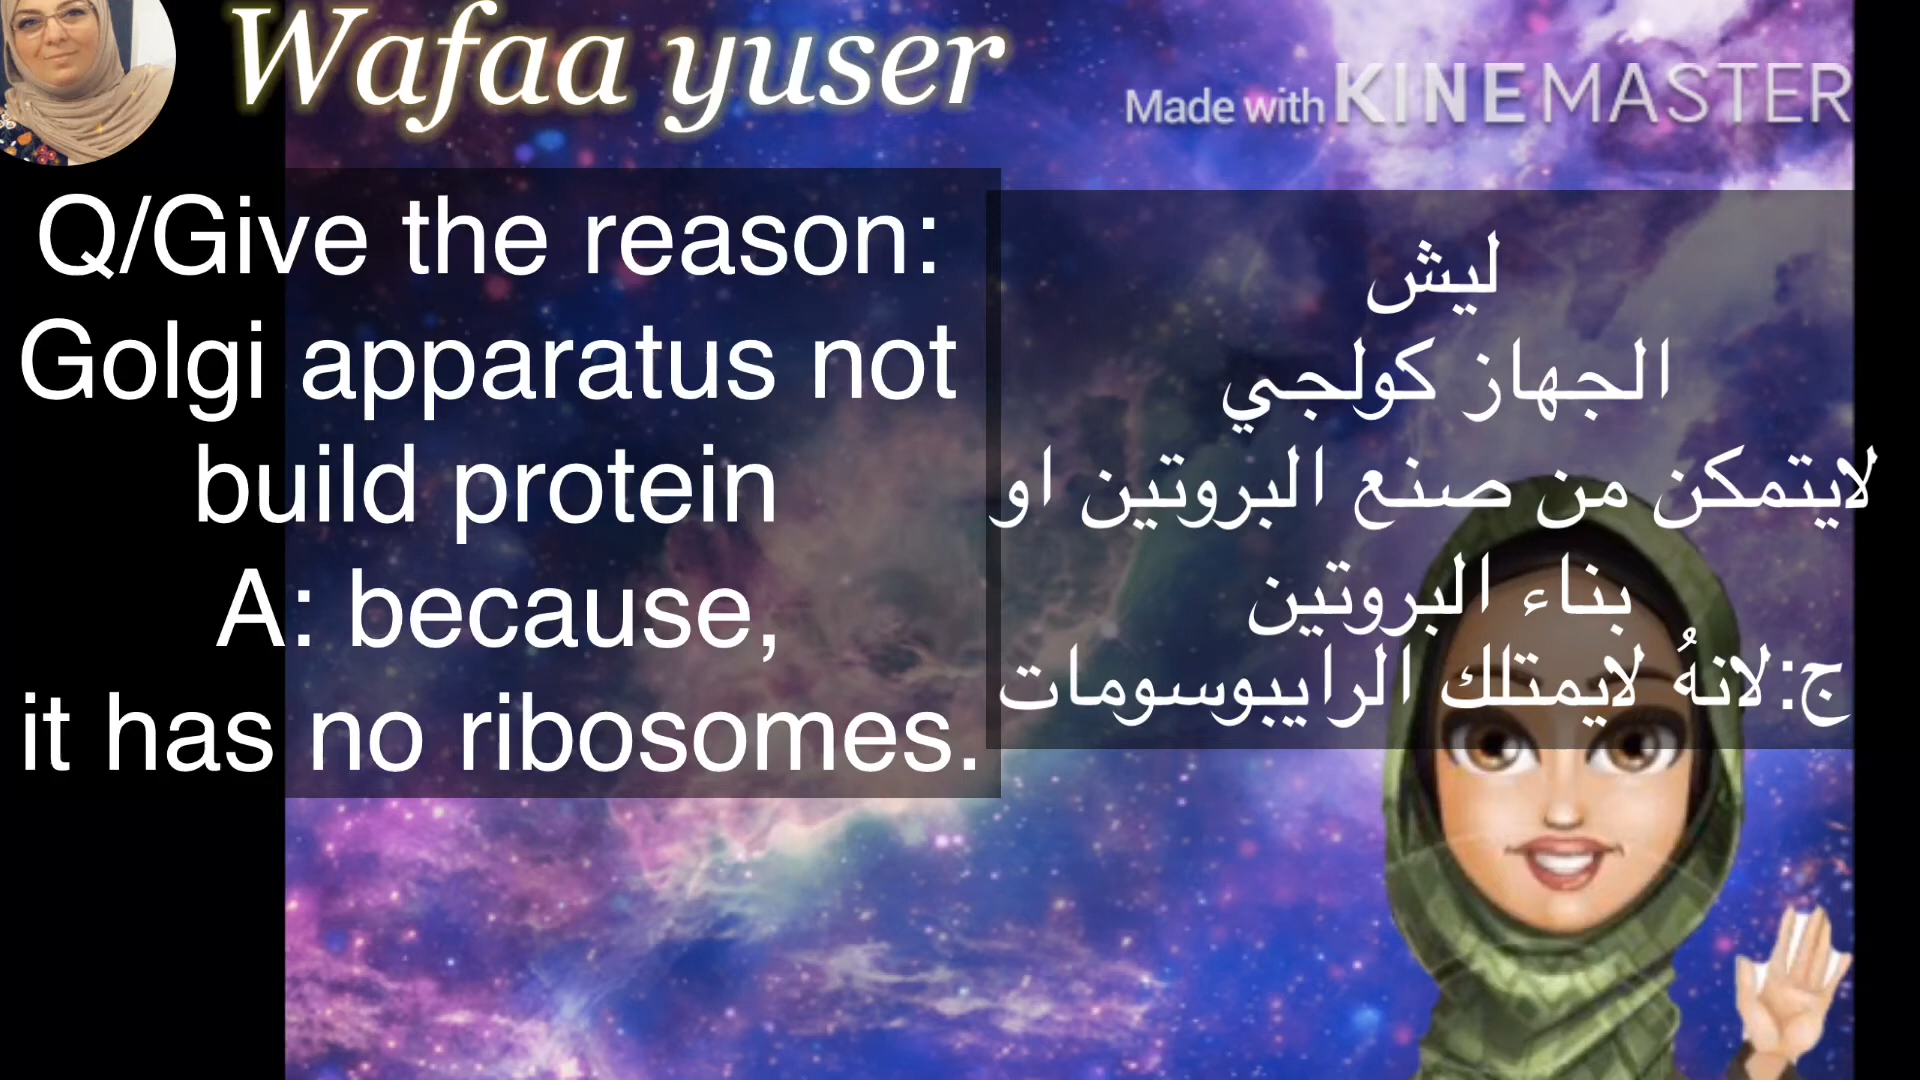 Wafaa yuser
Made with KINEMASTER
Q/Give the reason:
Golgi apparatus not
build protein
A: because,
it has no ribosomes.
ليش
الجهاز كولجي
لايتمكن من صنع البروتين او
بناء البروتين
ج:لانهُ لايمتلك الرايبوسومات